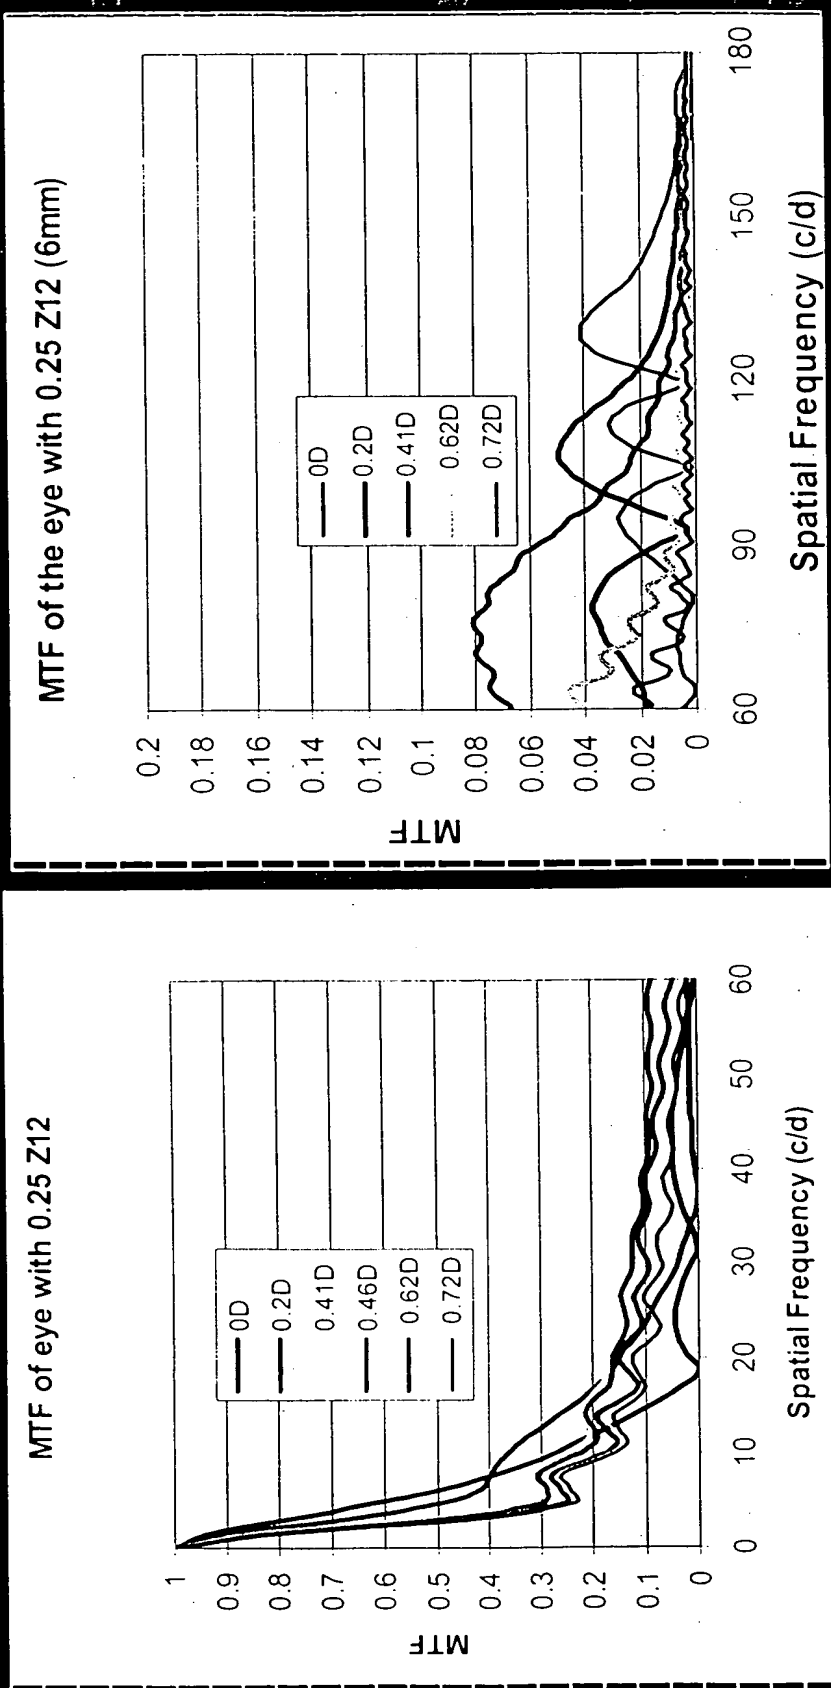 MTF of eye with 0.25 Z12
MTF
1
0.9
0.8
0.7
0.6
0.5
0.4
0.3
0.2
0.1
0
0D
0.2D
0.41D
0.46D
0.62D
0.72D
0 10 20 30 40 50 60
Spatial Frequency (c/d)
MTF of the eye with 0.25 Z12 (6mm)
MTF
0.2
0.18
0.16
0.14
0.12
0.1
0.08
0.06
0.04
0.02
0
0D
0.2D
0.41D
0.62D
0.72D
60 90 120 150 180
Spatial Frequency (c/d)